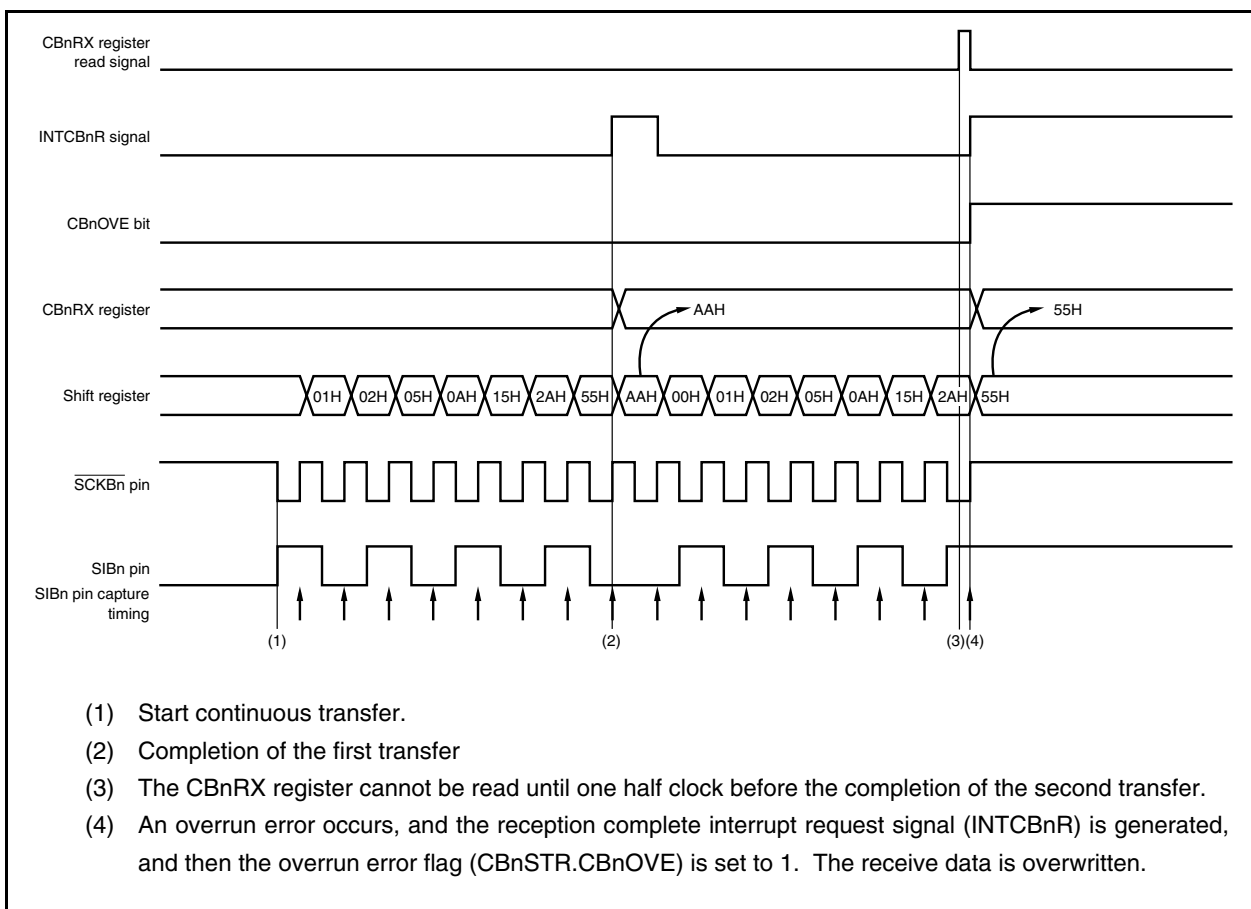 CBnRX register
read signal
INTCBnR signal
CBnOVE bit
CBnRX register
AAH
55H
Shift register
01H 02H 05H 0AH 15H 2AH 55H AAH 00H 01H 02H 05H 0AH 15H 2AH 55H
SCKBn pin
SIBn pin
SIBn pin capture
timing
(1) (2) (3)(4)
(1) Start continuous transfer.
(2) Completion of the first transfer
(3) The CBnRX register cannot be read until one half clock before the completion of the second transfer.
(4) An overrun error occurs, and the reception complete interrupt request signal (INTCBnR) is generated,
and then the overrun error flag (CBnSTR.CBnOVE) is set to 1. The receive data is overwritten.